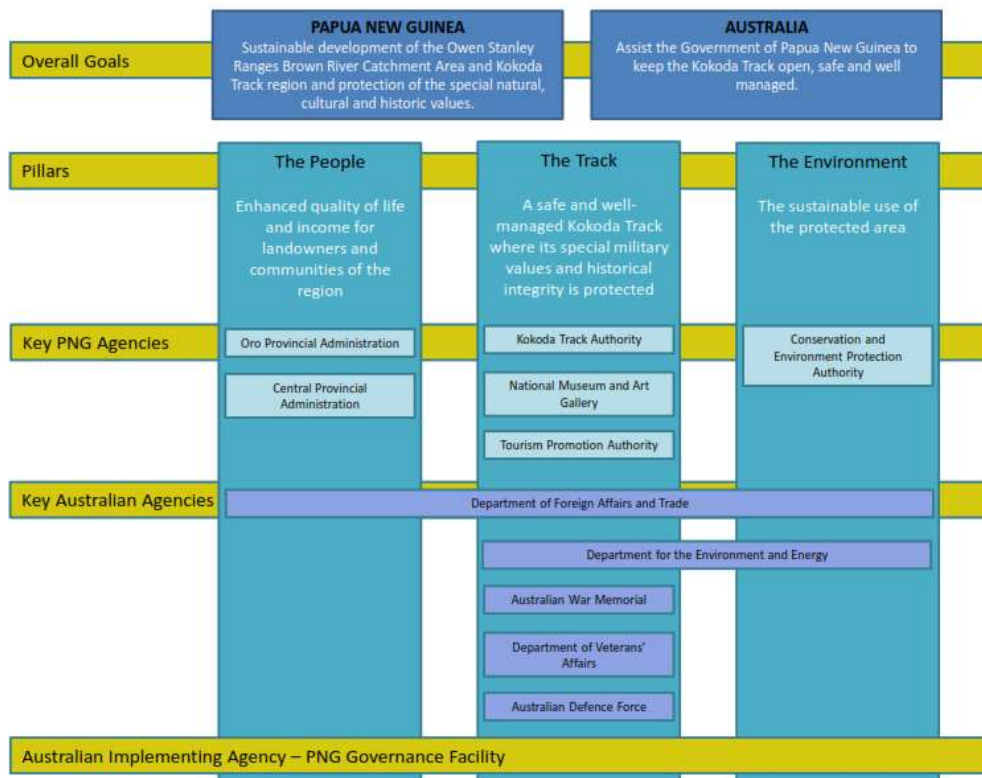 PAPUA NEW GUINEA
Sustainable development of the Owen Stanley
Ranges Brown River Catchment Area and Kokoda
Track region and protection of the special natural,
cultural and historic values.
AUSTRALIA
Assist the Government of Papua New Guinea to
keep the Kokoda Track open, safe and well
managed.
Overall Goals
Pillars
The People
Enhanced quality of life
and income for
landowners and
communities of the
region
The Track
A safe and well-
managed Kokoda Track
where its special military
values and historical
integrity is protected
The Environment
The sustainable use of
the protected area
Key PNG Agencies
Oro Provincial Administration
Central Provincial
Administration
Kokoda Track Authority
National Museum and Art
Gallery
Tourism Promotion Authority
Conservation and
Environment Protection
Authority
Key Australian Agencies
Department of Foreign Affairs and Trade
Department for the Environment and Energy
Australian War Memorial
Department of Veterans'
Affairs
Australian Defence Force
Australian Implementing Agency – PNG Governance Facility